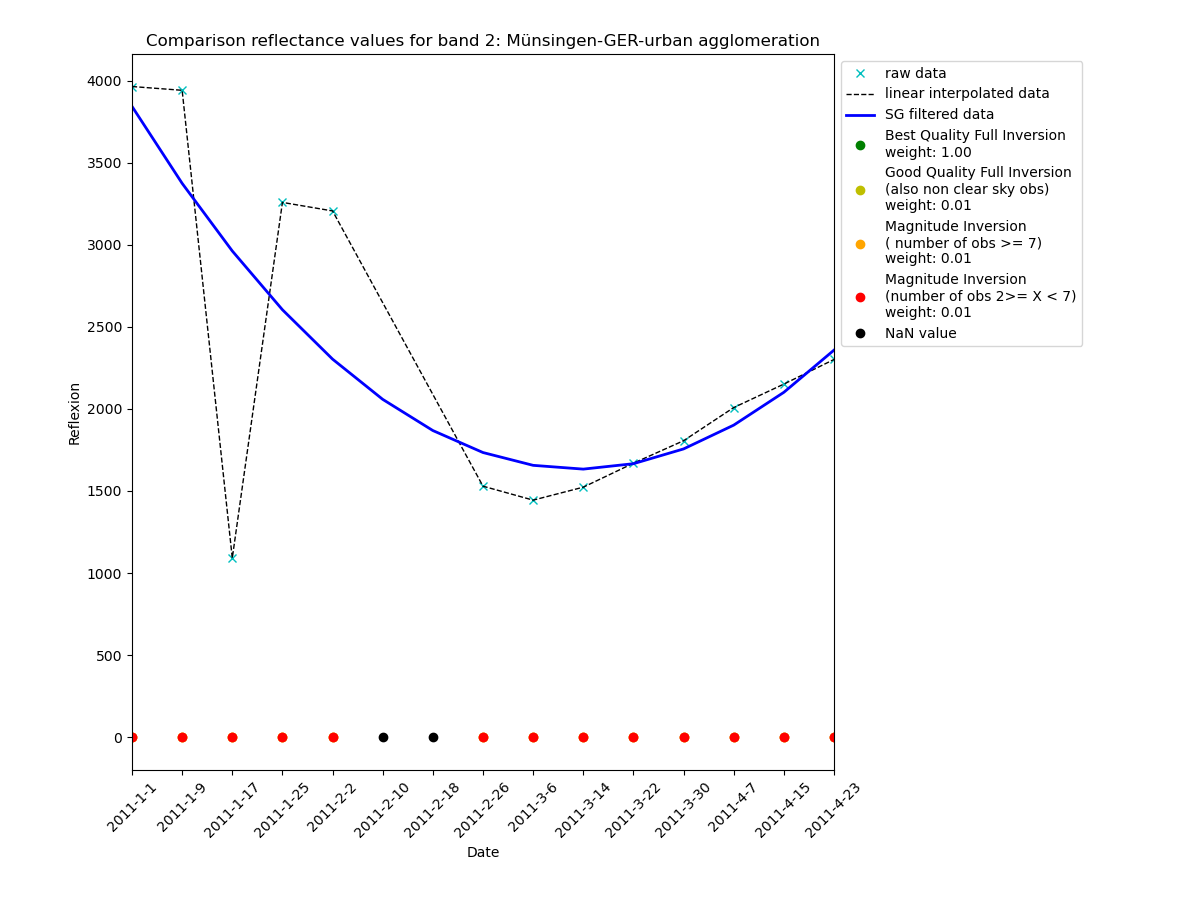 Comparison reflectance values for band 2: Münsingen-GER-urban agglomeration
4000
3500
3000
2500
2000
1500
1000
500
0
Reflexion
2011-1-1
2011-1-9
2011-1-17
2011-1-25
2011-2-2
2011-2-10
2011-2-18
2011-2-26
2011-3-6
2011-3-14
2011-3-22
2011-3-30
2011-4-7
2011-4-15
2011-4-23
Date
raw data
linear interpolated data
SG filtered data
Best Quality Full Inversion
weight: 1.00
Good Quality Full Inversion
(also non clear sky obs)
weight: 0.01
Magnitude Inversion
( number of obs >= 7)
weight: 0.01
Magnitude Inversion
(number of obs 2>= X < 7)
weight: 0.01
NaN value